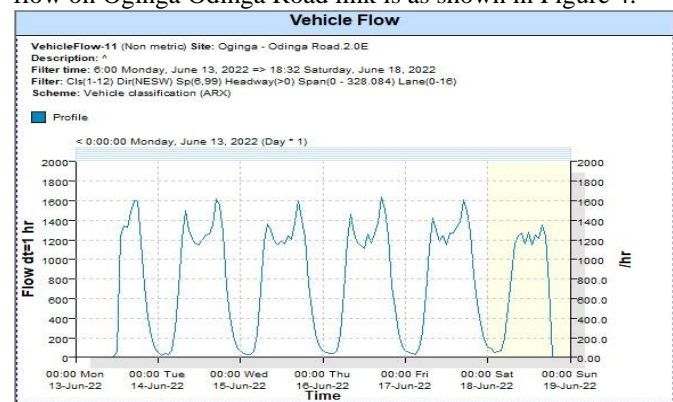 flow on Oginga Odinga Road link is as shown in Figure 4.
Vehicle Flow
VehicleFlow-11 (Non metric) Site: Oginga - Odinga Road.2.0E
Description: ^
Filter time: 6:00 Monday, June 13, 2022 => 18:32 Saturday, June 18, 2022
Filter: Cls(1-12) Dir(NESW) Sp(6,99) Headway(>0) Span(0 - 328.084) Lane(0-16)
Scheme: Vehicle classification (ARX)
Profile
< 0:00:00 Monday, June 13, 2022 (Day * 1)
2000 2000
1800 1800
1600 1600
1400 1400
1200 1200
1000 1000
800 800.0
600 600.0
400 400.0
200 200.0
0 0.00
Flow dt=1 hr
/hr
00:00 Mon 00:00 Tue 00:00 Wed 00:00 Thu 00:00 Fri 00:00 Sat 00:00 Sun
13-Jun-22 14-Jun-22 15-Jun-22 16-Jun-22 17-Jun-22 18-Jun-22 19-Jun-22
Time